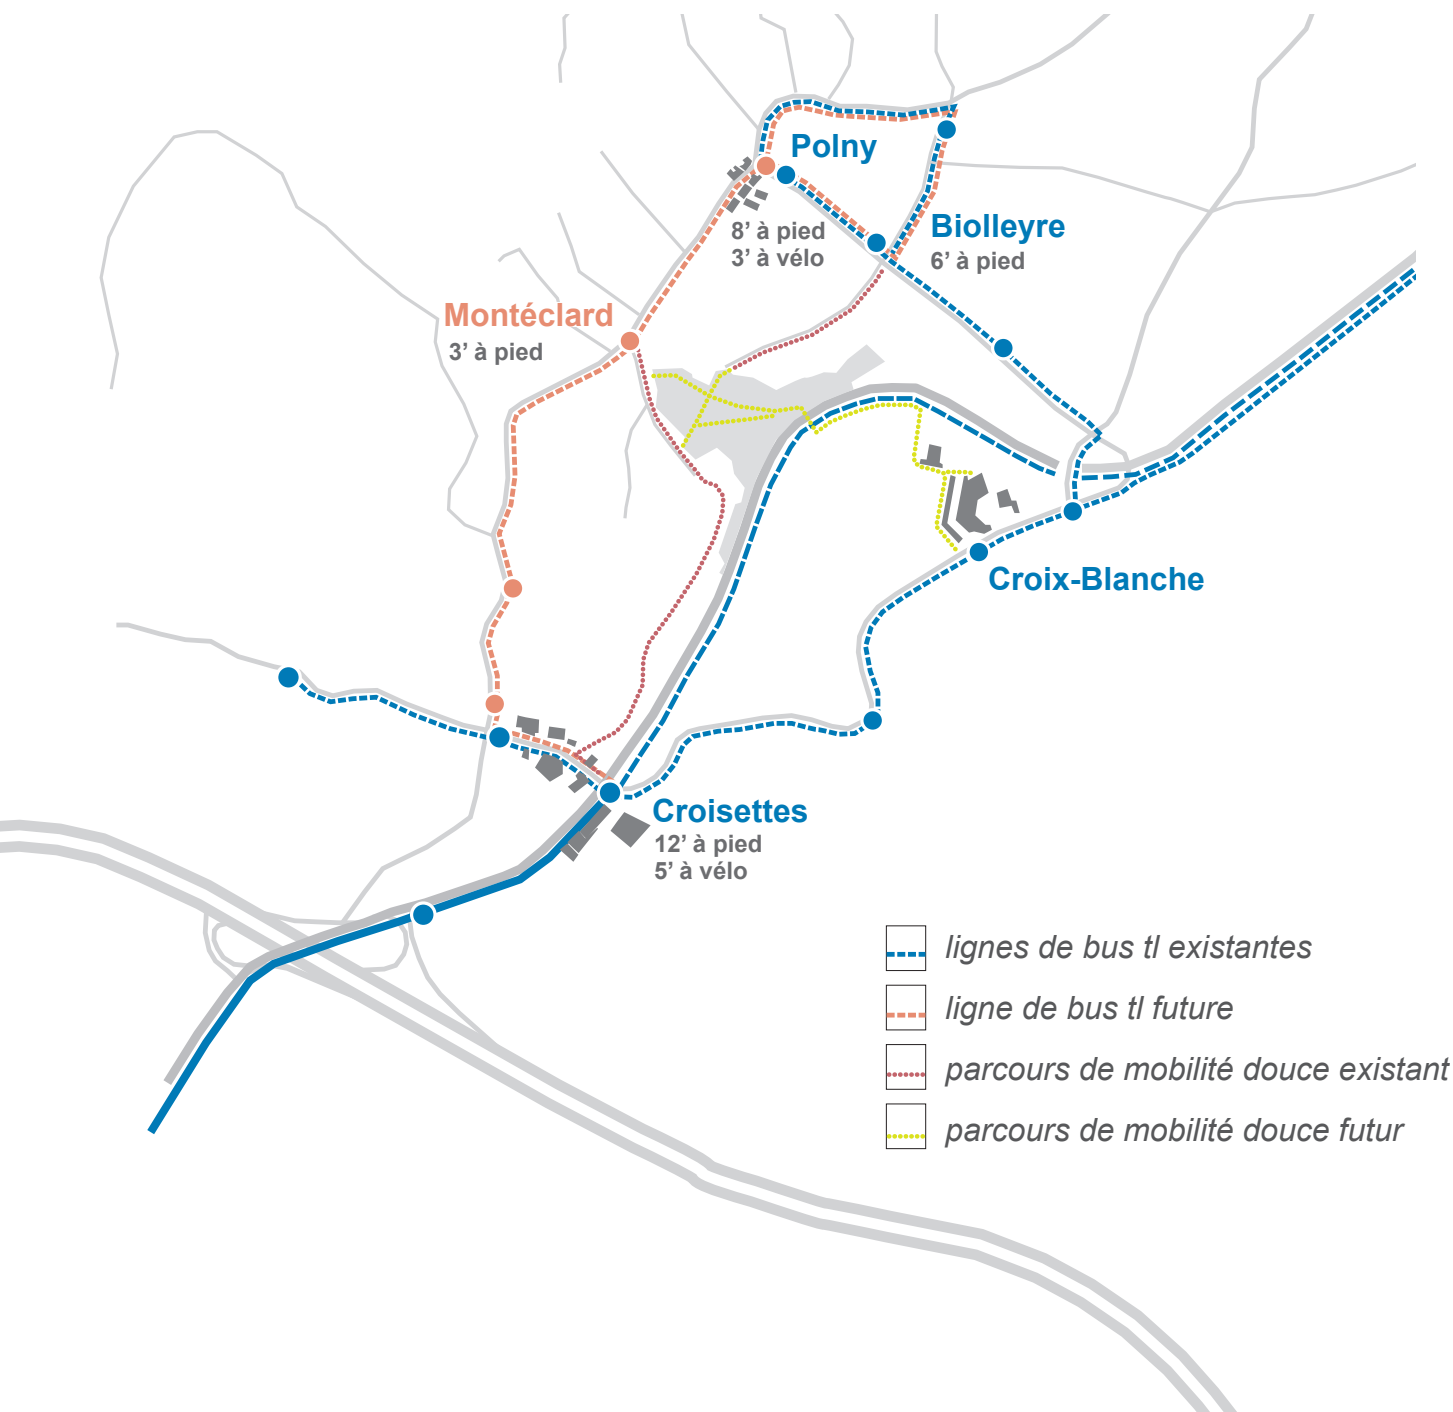 Polny
8’ à pied
3’ à vélo
Biolleyre
6’ à pied
Montéclard
3’ à pied
Croix-Blanche
Croisettes
12’ à pied
5’ à vélo
lignes de bus tl existantes
ligne de bus tl future
parcours de mobilité douce existant
parcours de mobilité douce futur